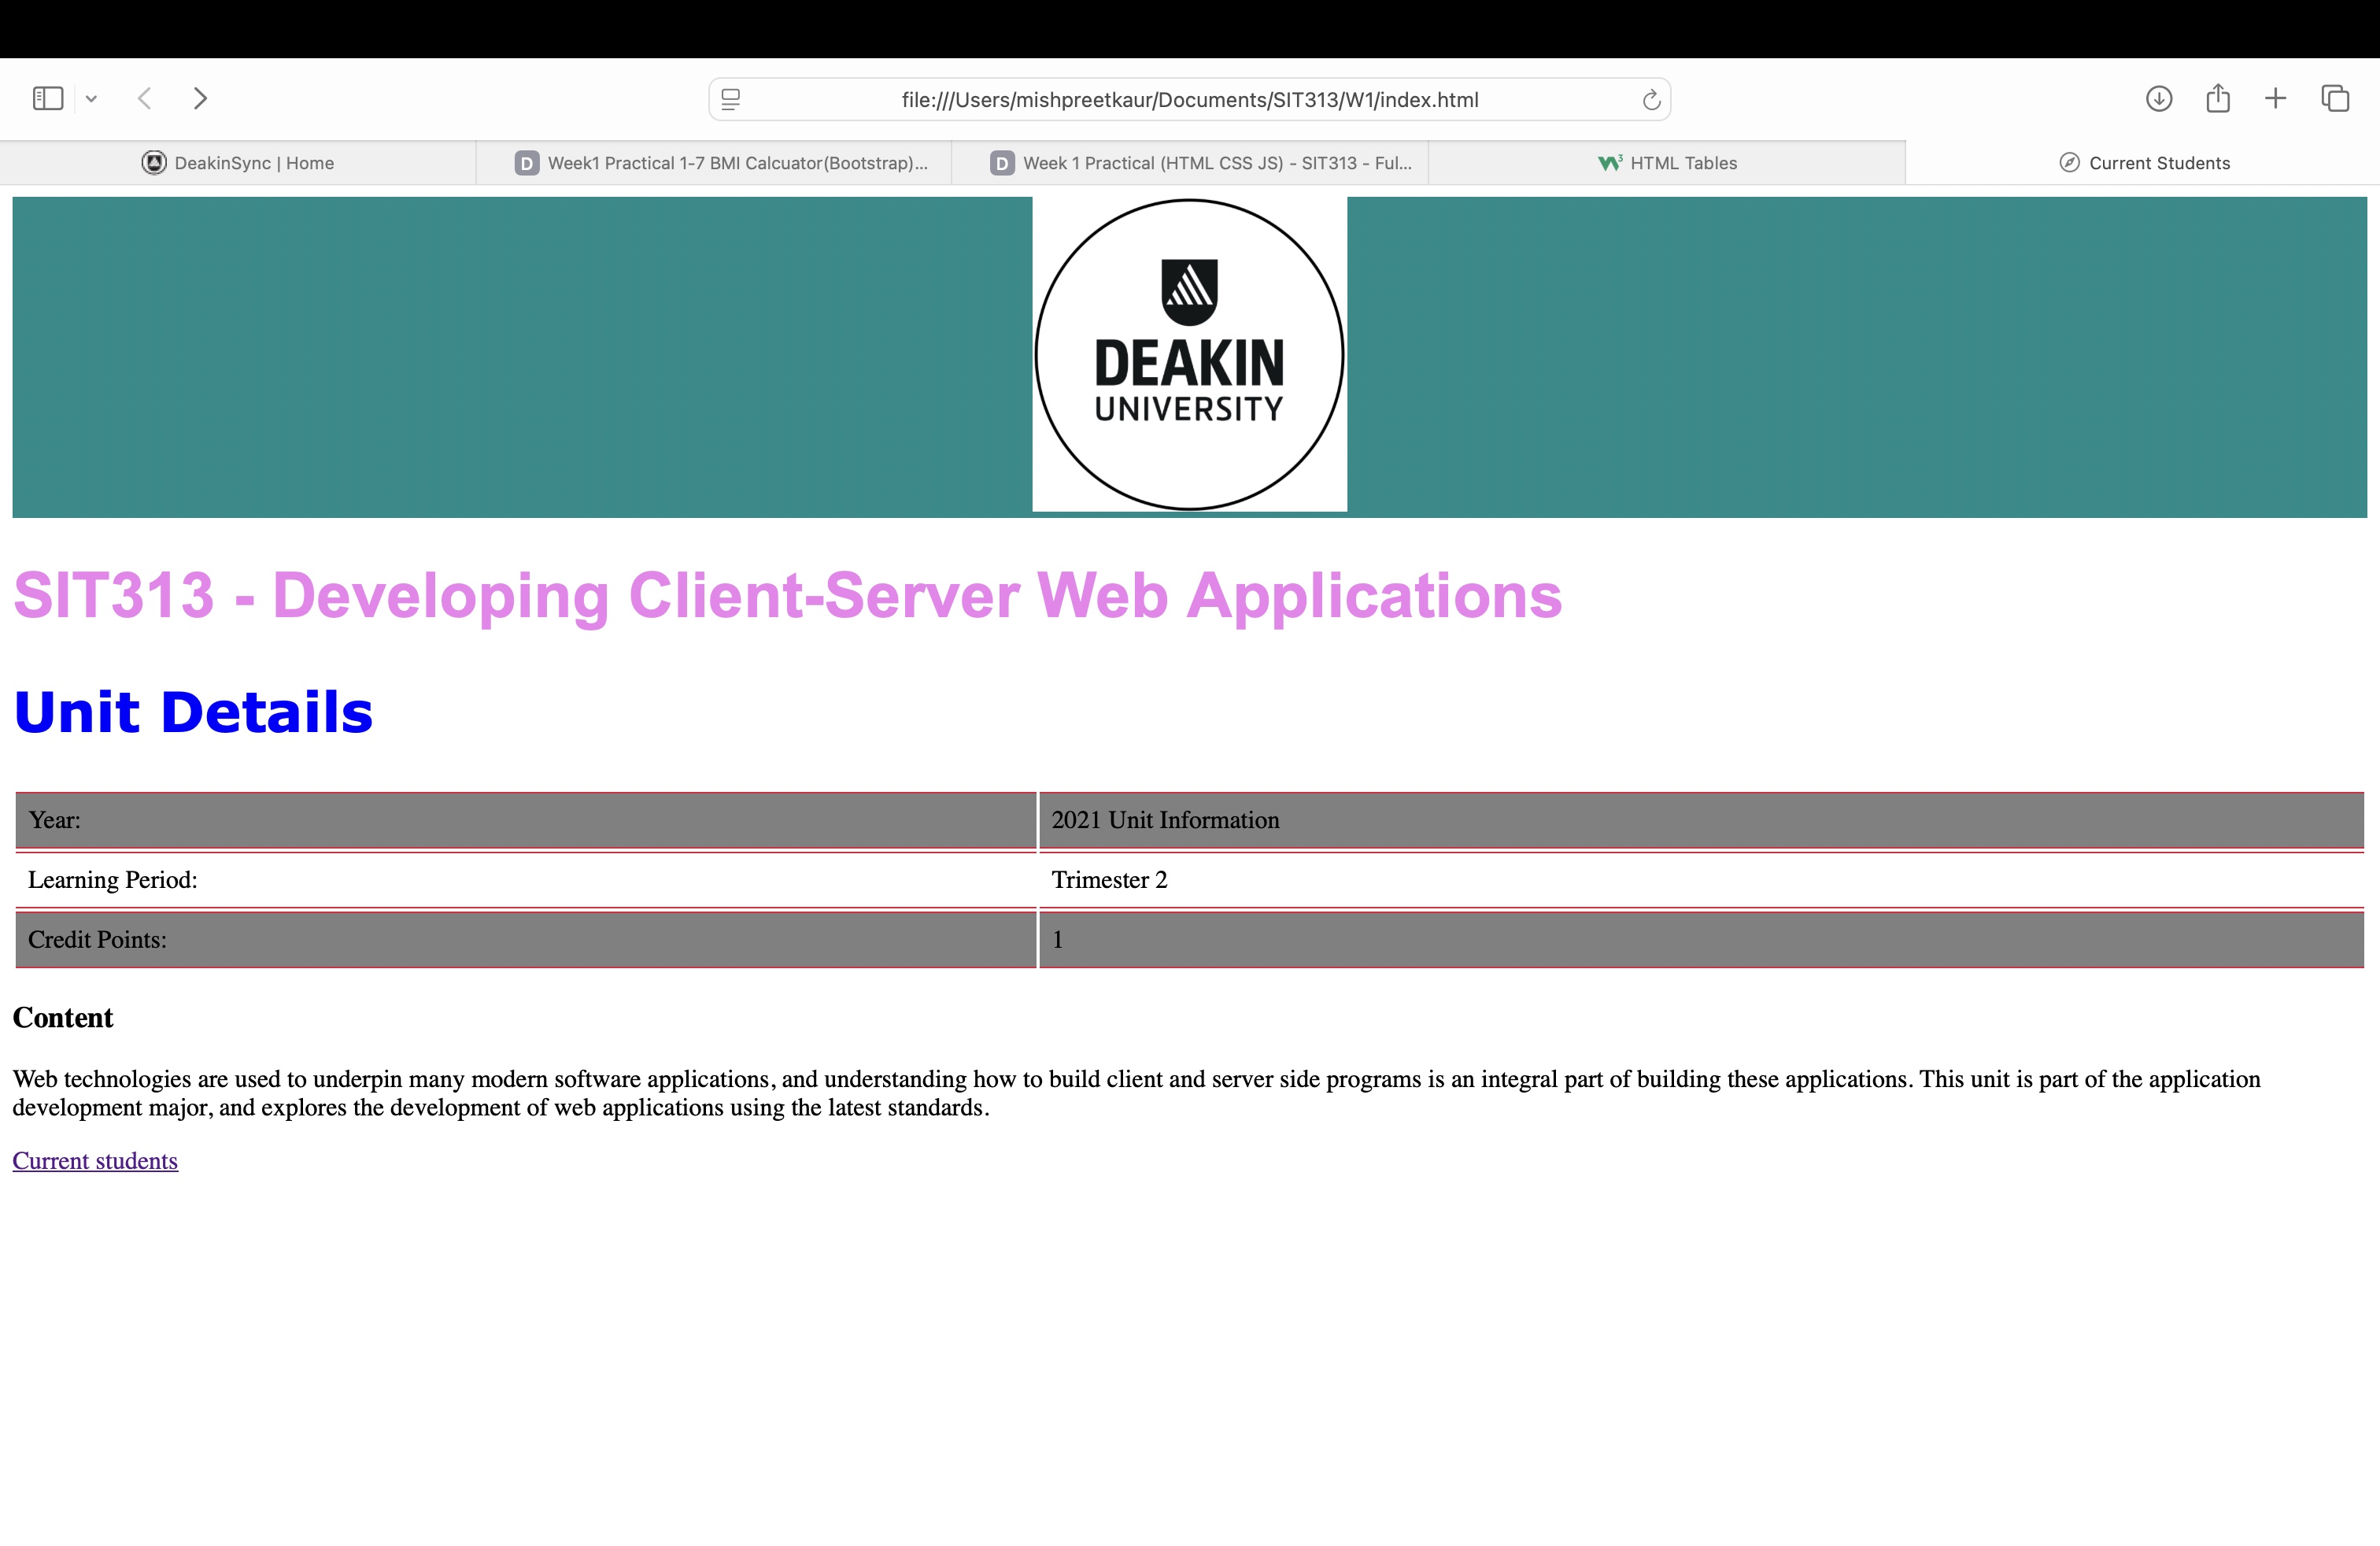 file:///Users/mishpreetkaur/Documents/SIT313/W1/index.html
DeakinSync | Home
D Week1 Practical 1-7 BMI Calcuator(Bootstrap)...
D Week 1 Practical (HTML CSS JS) - SIT313 - Ful...
W3 HTML Tables
Current Students
DEAKIN
UNIVERSITY
SIT313 - Developing Client-Server Web Applications
Unit Details
Year: 2021 Unit Information
Learning Period: Trimester 2
Credit Points: 1
Content
Web technologies are used to underpin many modern software applications, and understanding how to build client and server side programs is an integral part of building these applications. This unit is part of the application
development major, and explores the development of web applications using the latest standards.
Current students